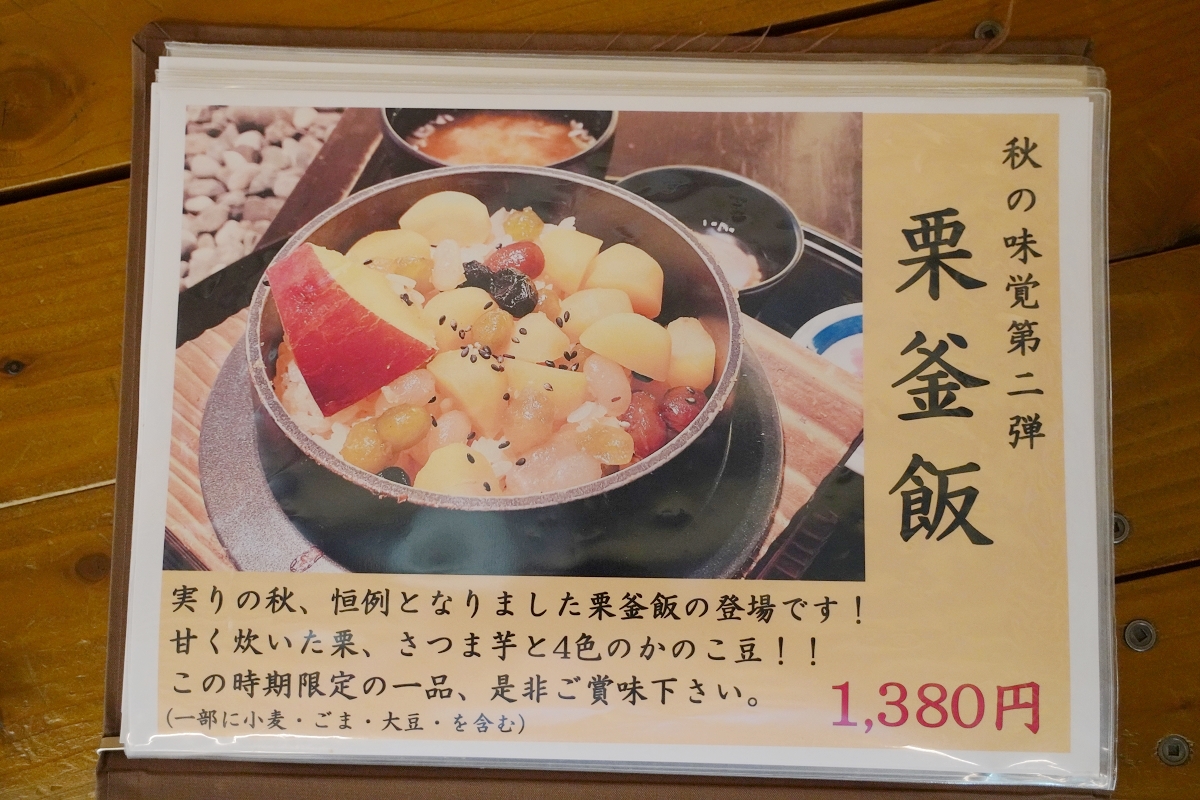 秋の味覚第二弾
栗釜飯
実りの秋、恒例となりました栗釜飯の登場です！
甘く炊いた栗、さつま芋と4色のかのこ豆！！
この時期限定の一品、是非ご賞味下さい。
(一部に小麦・ごま・大豆・を含む)
1,380円